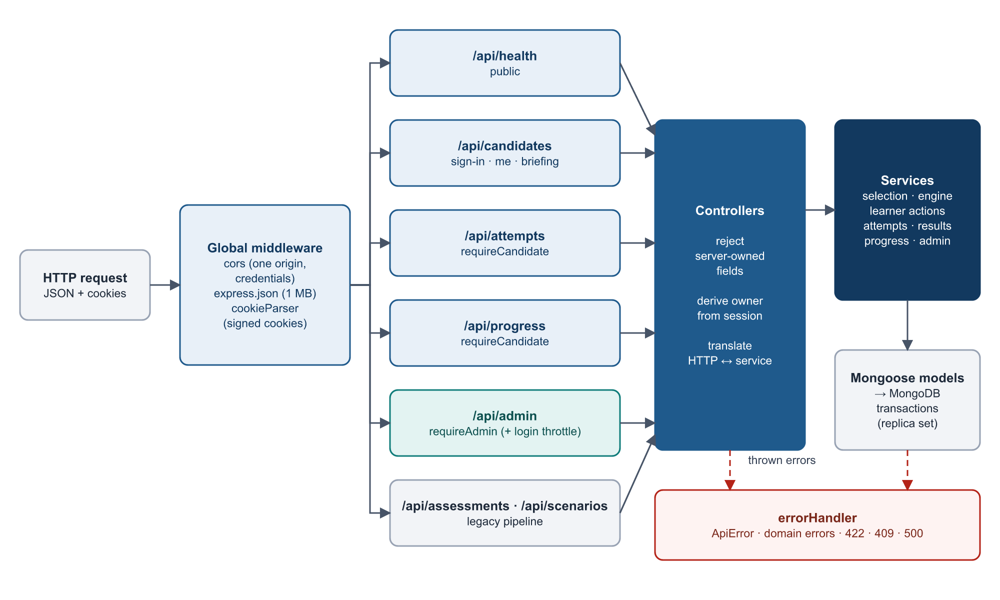 HTTP request
JSON + cookies
Global middleware
cors (one origin,
credentials)
express.json (1 MB)
cookieParser
(signed cookies)
/api/health
public
/api/candidates
sign-in · me · briefing
/api/attempts
requireCandidate
/api/progress
requireCandidate
/api/admin
requireAdmin (+ login throttle)
/api/assessments · /api/scenarios
legacy pipeline
Controllers
reject
server-owned
fields
derive owner
from session
translate
HTTP ↔ service
Services
selection · engine
learner actions
attempts · results
progress · admin
Mongoose models
→ MongoDB
transactions
(replica set)
thrown errors
errorHandler
ApiError · domain errors · 422 · 409 · 500